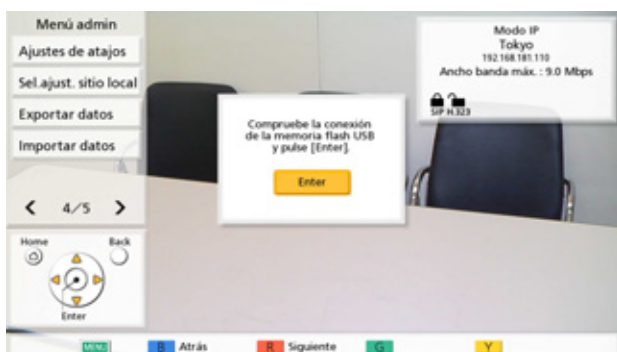 Menú admin
Ajustes de atajos
Sel.ajust. sitio local
Exportar datos
Importar datos
4/5
Home
Back
Enter
Modo IP
Tokyo
192.168.181.110
Ancho banda máx. : 9.0 Mbps
SIP H.323
Compruebe la conexión
de la memoria flash USB
y pulse [Enter].
Enter
MENU B Atrás R Siguiente G Y